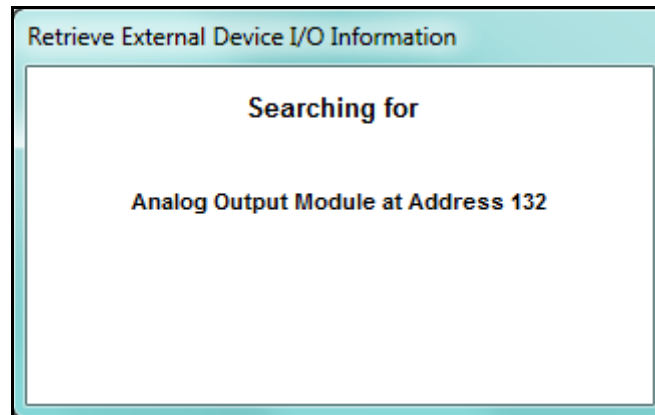 Retrieve External Device I/O Information
Searching for
Analog Output Module at Address 132